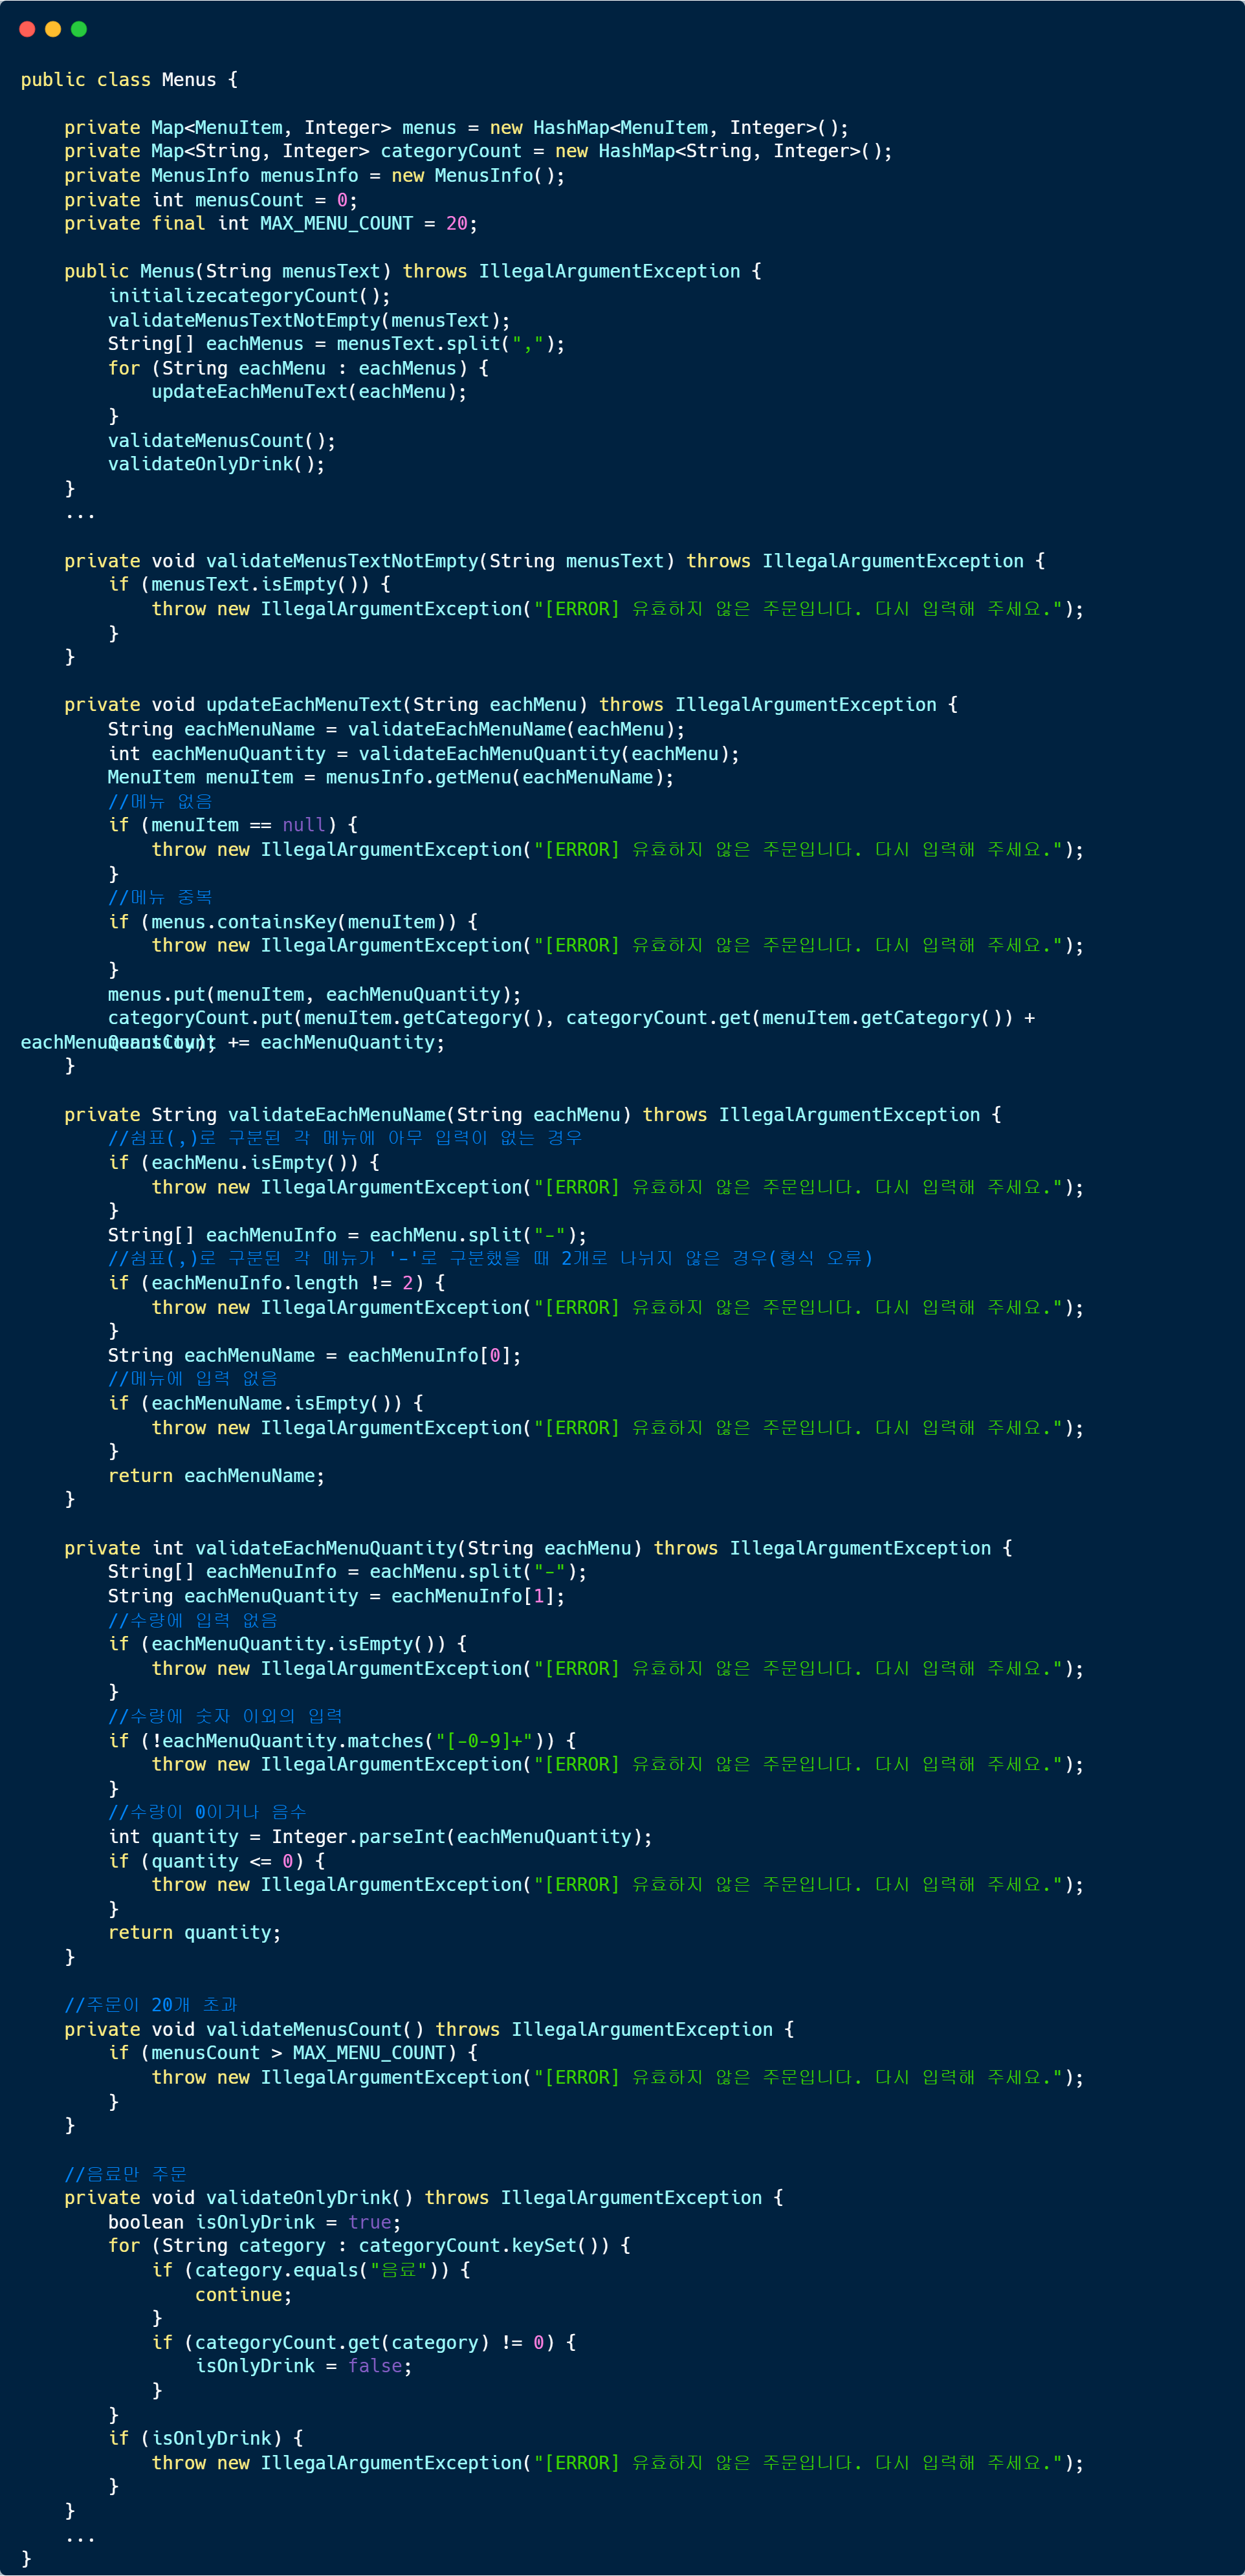 public class Menus {
    private Map<MenuItem, Integer> menus = new HashMap<MenuItem, Integer>();
    private Map<String, Integer> categoryCount = new HashMap<String, Integer>();
    private MenusInfo menusInfo = new MenusInfo();
    private int menusCount = 0;
    private final int MAX_MENU_COUNT = 20;
    public Menus(String menusText) throws IllegalArgumentException {
        initializecategoryCount();
        validateMenusTextNotEmpty(menusText);
        String[] eachMenus = menusText.split(",");
        for (String eachMenu : eachMenus) {
            updateEachMenuText(eachMenu);
        }
        validateMenusCount();
        validateOnlyDrink();
    }
    ...
    private void validateMenusTextNotEmpty(String menusText) throws IllegalArgumentException {
        if (menusText.isEmpty()) {
            throw new IllegalArgumentException("[ERROR] 유효하지 않은 주문입니다. 다시 입력해 주세요.");
        }
    }
    private void updateEachMenuText(String eachMenu) throws IllegalArgumentException {
        String eachMenuName = validateEachMenuName(eachMenu);
        int eachMenuQuantity = validateEachMenuQuantity(eachMenu);
        MenuItem menuItem = menusInfo.getMenu(eachMenuName);
        //메뉴 없음
        if (menuItem == null) {
            throw new IllegalArgumentException("[ERROR] 유효하지 않은 주문입니다. 다시 입력해 주세요.");
        }
        //메뉴 중복
        if (menus.containsKey(menuItem)) {
            throw new IllegalArgumentException("[ERROR] 유효하지 않은 주문입니다. 다시 입력해 주세요.");
        }
        menus.put(menuItem, eachMenuQuantity);
        categoryCount.put(menuItem.getCategory(), categoryCount.get(menuItem.getCategory()) +
eachMenuQuantity);
        menusCount += eachMenuQuantity;
    }
    private String validateEachMenuName(String eachMenu) throws IllegalArgumentException {
        //쉼표(,)로 구분된 각 메뉴에 아무 입력이 없는 경우
        if (eachMenu.isEmpty()) {
            throw new IllegalArgumentException("[ERROR] 유효하지 않은 주문입니다. 다시 입력해 주세요.");
        }
        String[] eachMenuInfo = eachMenu.split("-");
        //쉼표(,)로 구분된 각 메뉴가 '-'로 구분했을 때 2개로 나뉘지 않은 경우(형식 오류)
        if (eachMenuInfo.length != 2) {
            throw new IllegalArgumentException("[ERROR] 유효하지 않은 주문입니다. 다시 입력해 주세요.");
        }
        String eachMenuName = eachMenuInfo[0];
        //메뉴에 입력 없음
        if (eachMenuName.isEmpty()) {
            throw new IllegalArgumentException("[ERROR] 유효하지 않은 주문입니다. 다시 입력해 주세요.");
        }
        return eachMenuName;
    }
    private int validateEachMenuQuantity(String eachMenu) throws IllegalArgumentException {
        String[] eachMenuInfo = eachMenu.split("-");
        String eachMenuQuantity = eachMenuInfo[1];
        //수량에 입력 없음
        if (eachMenuQuantity.isEmpty()) {
            throw new IllegalArgumentException("[ERROR] 유효하지 않은 주문입니다. 다시 입력해 주세요.");
        }
        //수량에 숫자 이외의 입력
        if (!eachMenuQuantity.matches("[-0-9]+")) {
            throw new IllegalArgumentException("[ERROR] 유효하지 않은 주문입니다. 다시 입력해 주세요.");
        }
        //수량이 0이거나 음수
        int quantity = Integer.parseInt(eachMenuQuantity);
        if (quantity <= 0) {
            throw new IllegalArgumentException("[ERROR] 유효하지 않은 주문입니다. 다시 입력해 주세요.");
        }
        return quantity;
    }
    //주문이 20개 초과
    private void validateMenusCount() throws IllegalArgumentException {
        if (menusCount > MAX_MENU_COUNT) {
            throw new IllegalArgumentException("[ERROR] 유효하지 않은 주문입니다. 다시 입력해 주세요.");
        }
    }
    //음료만 주문
    private void validateOnlyDrink() throws IllegalArgumentException {
        boolean isOnlyDrink = true;
        for (String category : categoryCount.keySet()) {
            if (category.equals("음료")) {
                continue;
            }
            if (categoryCount.get(category) != 0) {
                isOnlyDrink = false;
            }
        }
        if (isOnlyDrink) {
            throw new IllegalArgumentException("[ERROR] 유효하지 않은 주문입니다. 다시 입력해 주세요.");
        }
    }
    ...
}